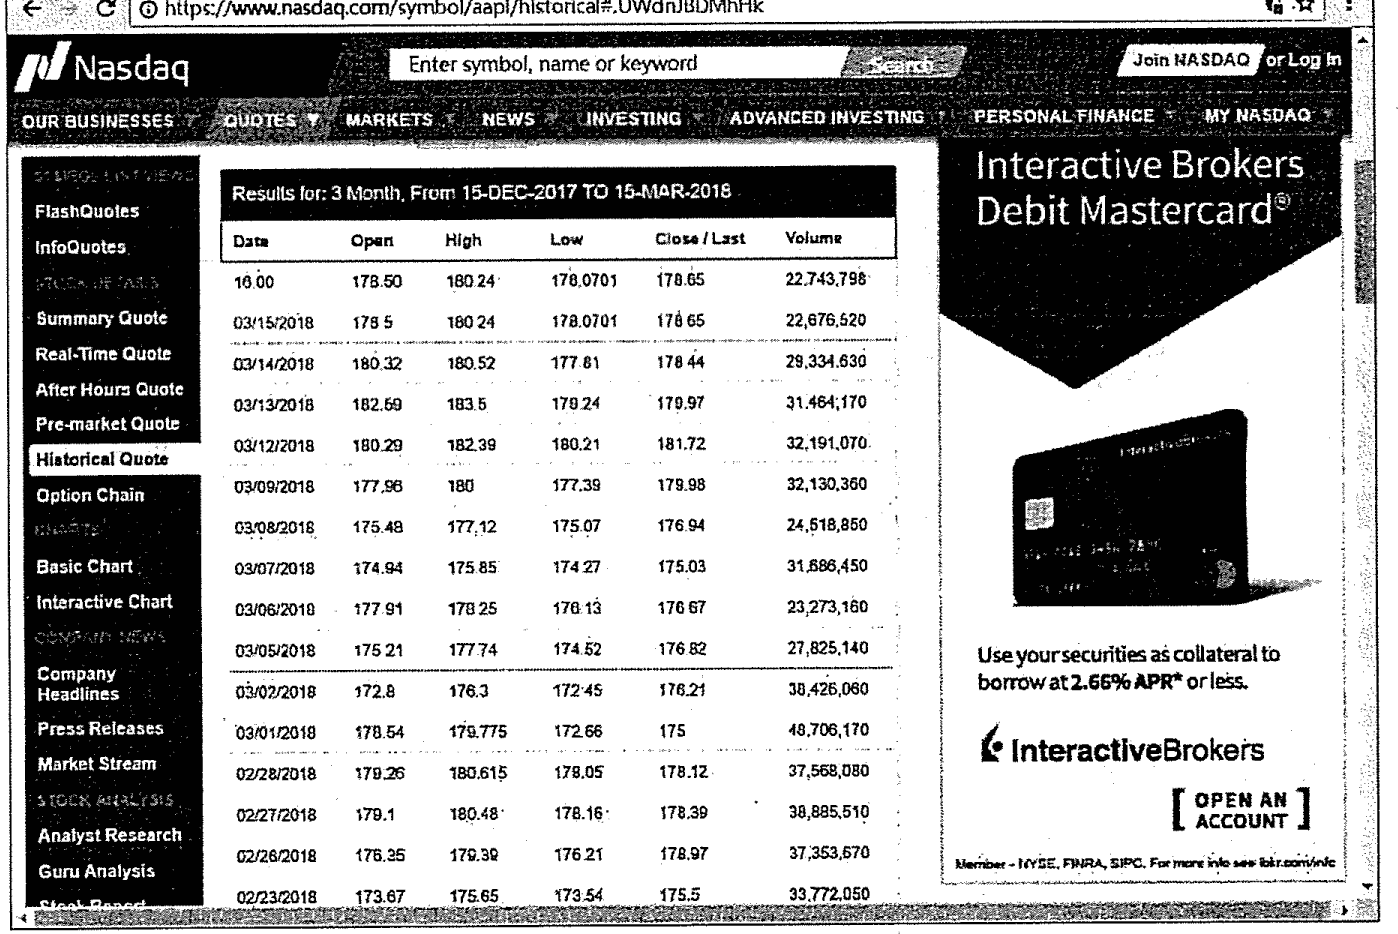 https://www.nasdaq.com/symbol/aapl/historical#.UWdnJBDMhHk
Nasdaq
Enter symbol, name or keyword
Search
Join NASDAQ or Log In
OUR BUSINESSES QUOTES MARKETS NEWS INVESTING ADVANCED INVESTING PERSONAL FINANCE MY NASDAQ
SYMBOL LIST VIEWS
FlashQuotes
InfoQuotes
STOCK DETAILS
Summary Quote
Real-Time Quote
After Hours Quote
Pre-market Quote
Historical Quote
Option Chain
CHARTS
Basic Chart
Interactive Chart
COMPANY NEWS
Company
Headlines
Press Releases
Market Stream
STOCK ANALYSIS
Analyst Research
Guru Analysis
Stock Report
Results for: 3 Month, From 15-DEC-2017 TO 15-MAR-2018
Date Open High Low Close / Last Volume
16:00 178.50 180.24 178.0701 178.65 22,743,798
03/15/2018 178.5 180.24 178.0701 178.65 22,676,520
03/14/2018 180.32 180.52 177.81 178.44 29,334,630
03/13/2018 182.59 183.5 179.24 179.97 31,464,170
03/12/2018 180.29 182.39 180.21 181.72 32,191,070
03/09/2018 177.96 180 177.39 179.98 32,130,360
03/08/2018 175.48 177.12 175.07 176.94 24,518,850
03/07/2018 174.94 175.85 174.27 175.03 31,686,450
03/06/2018 177.91 178.25 176.13 176.67 23,273,160
03/05/2018 175.21 177.74 174.52 176.82 27,825,140
03/02/2018 172.8 176.3 172.45 176.21 38,426,060
03/01/2018 178.54 179.775 172.66 175 48,706,170
02/28/2018 179.26 180.615 178.05 178.12 37,568,080
02/27/2018 179.1 180.48 178.16 178.39 38,885,510
02/26/2018 176.35 179.39 176.21 178.97 37,353,670
02/23/2018 173.67 175.65 173.54 175.5 33,772,050
Interactive Brokers
Debit Mastercard®
InteractiveBrokers
Use your securities as collateral to
borrow at 2.66% APR* or less.
InteractiveBrokers
[ OPEN AN
ACCOUNT ]
Member - NYSE, FINRA, SIPC. For more info see ibkr.com/info